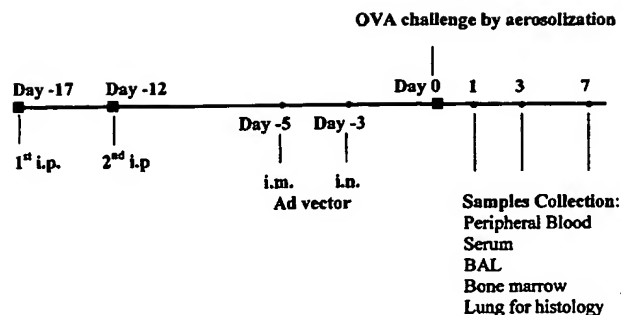 OVA challenge by aerosolization
Day -17 Day -12 Day 0 1 3 7
Day -5 Day -3
1st i.p. 2nd i.p
i.m. i.n.
Ad vector
Samples Collection:
Peripheral Blood
Serum
BAL
Bone marrow
Lung for histology